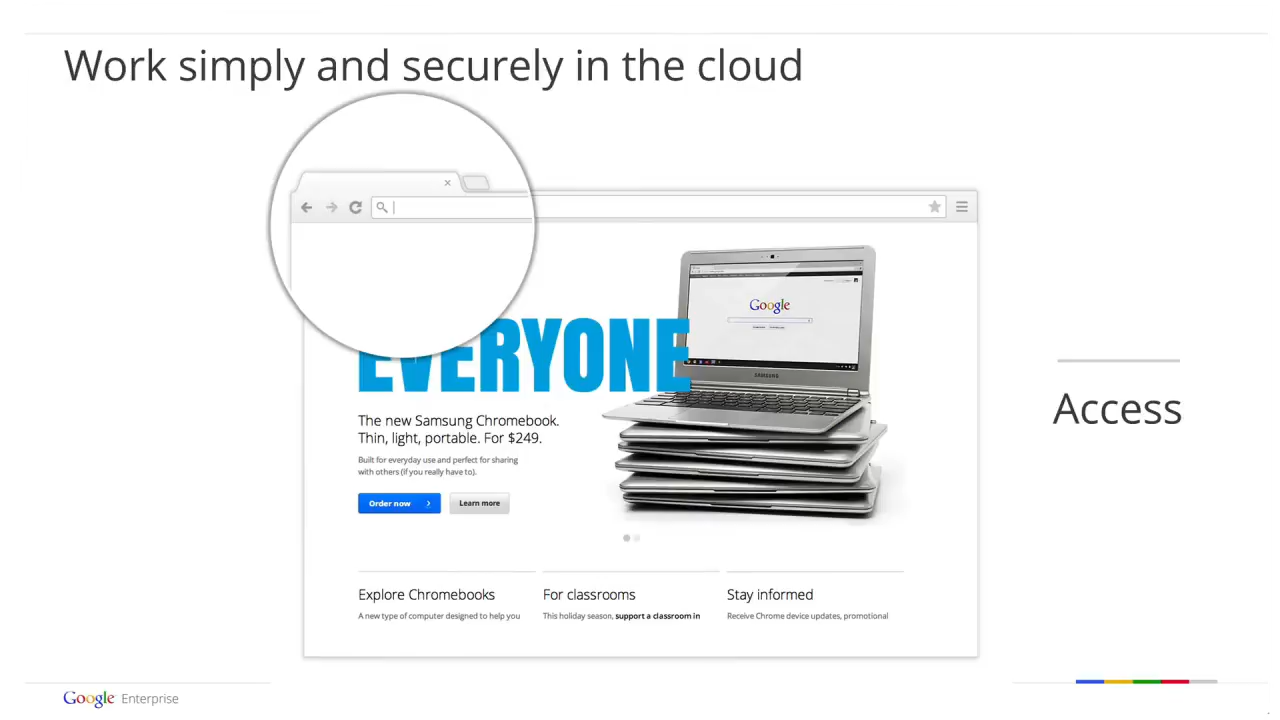 Work simply and securely in the cloud
Google
EVERYONE
SAMSUNG
The new Samsung Chromebook.
Thin, light, portable. For $249.
Built for everyday use and perfect for sharing
with others (if you really have to).
Order now
Learn more
Access
Explore Chromebooks
A new type of computer designed to help you
For classrooms
This holiday season, support a classroom in
Stay informed
Receive Chrome device updates, promotional
Google Enterprise